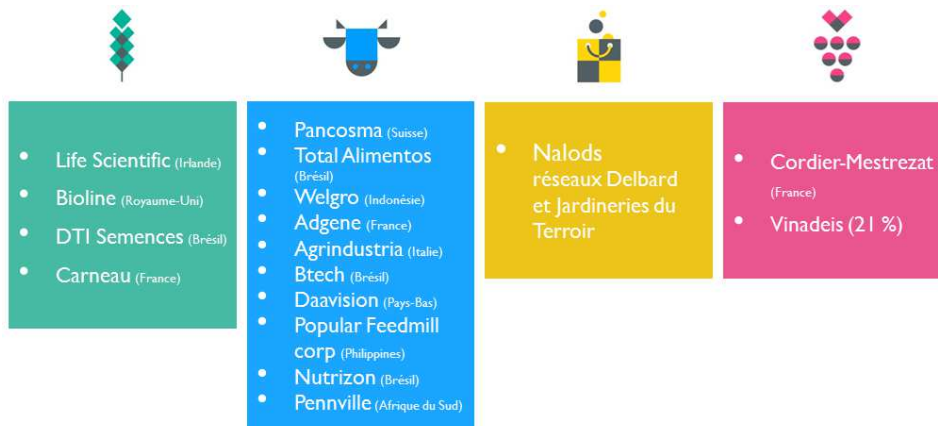 Life Scientific (Irlande)
Bioline (Royaume-Uni)
DTI Semences (Brésil)
Carneau (France)
Pancosma (Suisse)
Total Alimentos
(Brésil)
Welgro (Indonésie)
Adgene (France)
Agrindustria (Italie)
Btech (Brésil)
Daavision (Pays-Bas)
Popular Feedmill
corp (Philippines)
Nutrizon (Brésil)
Pennville (Afrique du Sud)
Nalods
réseaux Delbard
et Jardineries du
Terroir
Cordier-Mestrezat
(France)
Vinadeis (21 %)